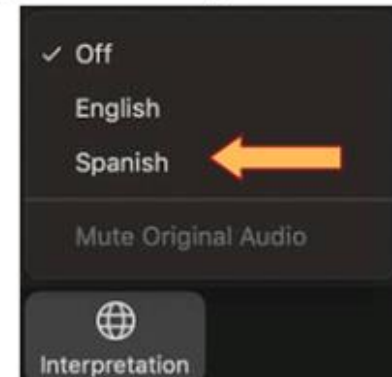 ✓ Off
English
Spanish
Mute Original Audio
Interpretation